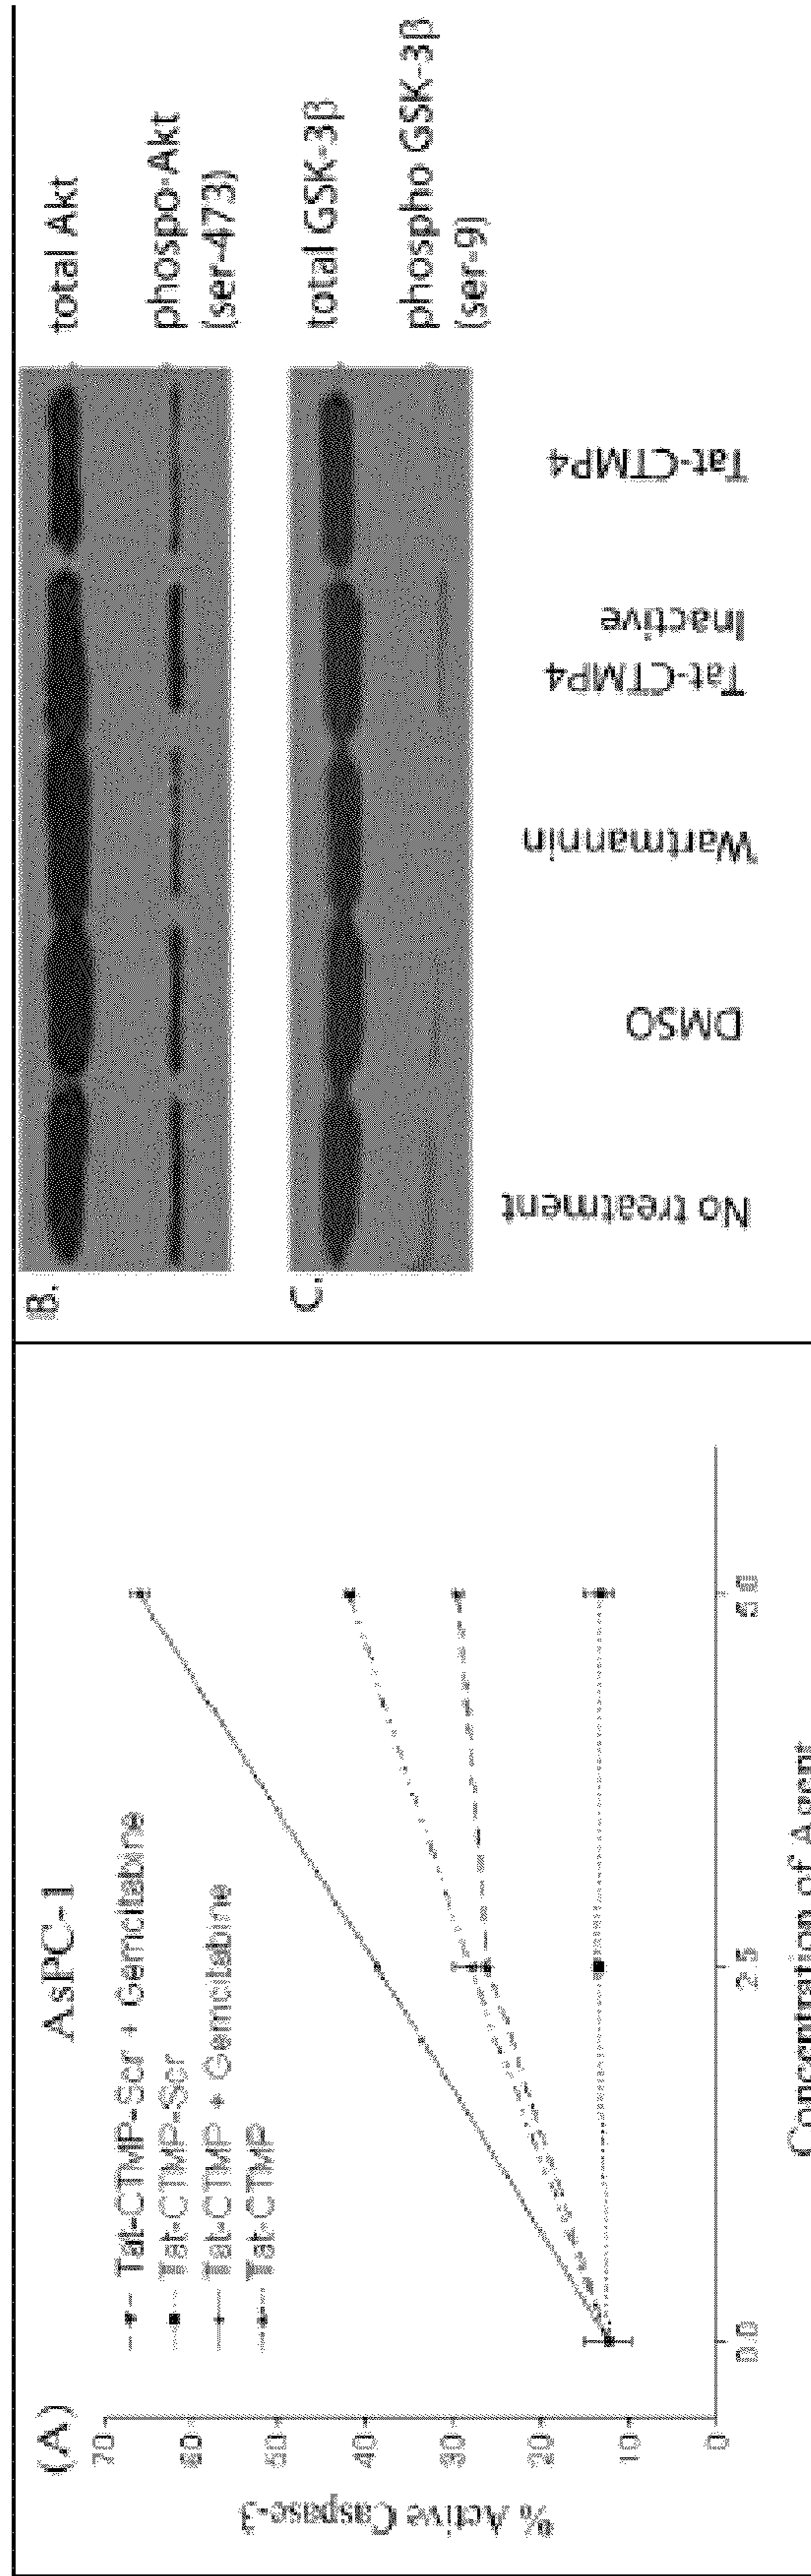 (A)
AsPC-1
Tat-CTMP-Scr + Gemcitabine
Tat-CTMP-Scr
Tat-CTMP + Gemcitabine
Tat-CTMP
% Active Caspase-3
70
60
50
40
30
20
10
0
0.0
2.5
5.0
Concentration of Agent
B.
total Akt
phospo-Akt
(ser-473)
C.
total GSK-3β
phospho GSK-3β
(ser-9)
No treatment
DMSO
Wartmannin
Tat-CTMP4
Inactive
Tat-CTMP4